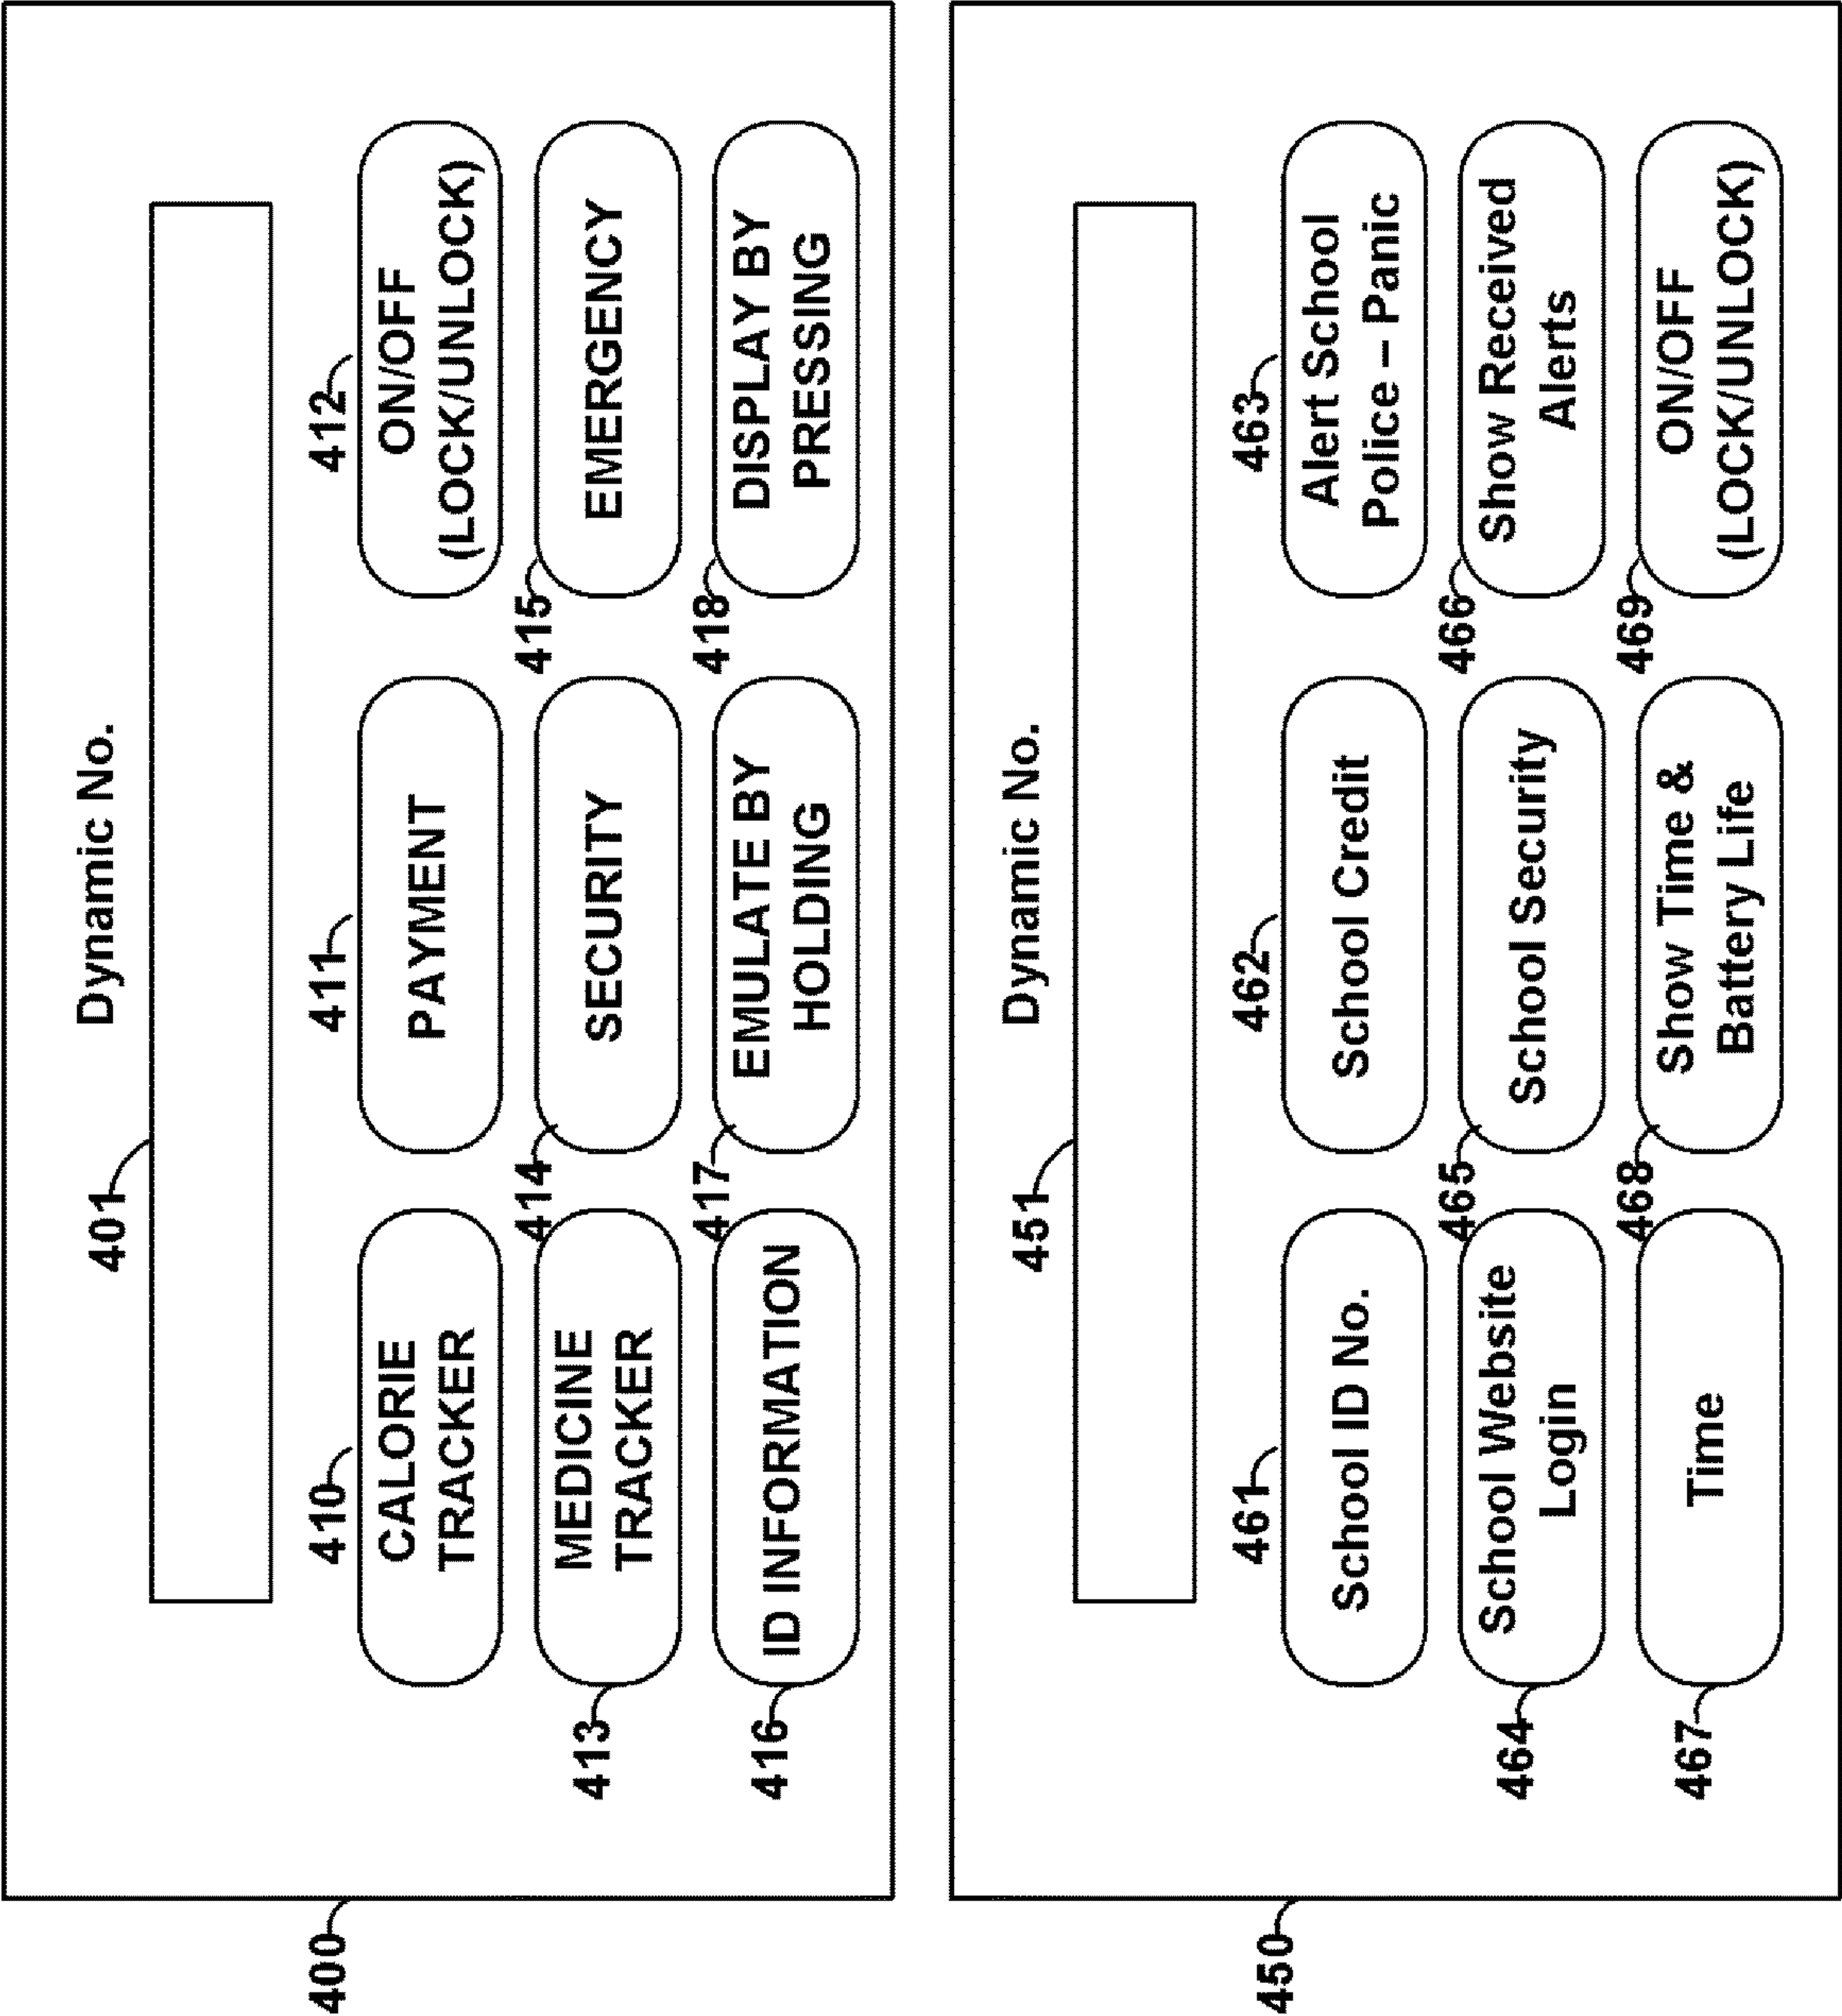 401
Dynamic No.
410
411
412
CALORIE
TRACKER
PAYMENT
ON/OFF
(LOCK/UNLOCK)
413
MEDICINE
TRACKER
414
SECURITY
415
EMERGENCY
416
ID INFORMATION
417
EMULATE BY
HOLDING
418
DISPLAY BY
PRESSING
400
451
Dynamic No.
461
462
463
School ID No.
School Credit
Alert School
Police – Panic
464
School Website
Login
465
School Security
466
Show Received
Alerts
467
Time
468
Show Time &
Battery Life
469
ON/OFF
(LOCK/UNLOCK)
450